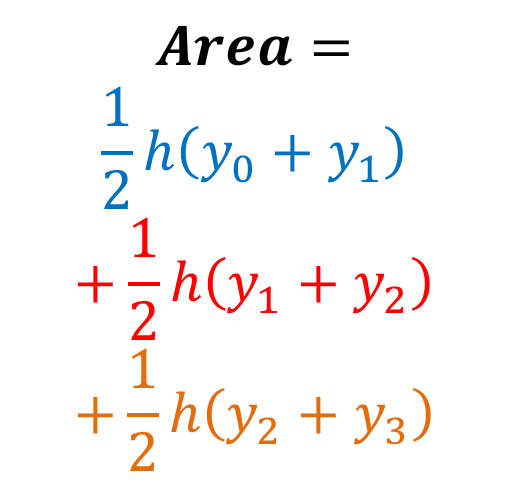 Area =
1/2 h(y₀ + y₁)
+ 1/2 h(y₁ + y₂)
+ 1/2 h(y₂ + y₃)